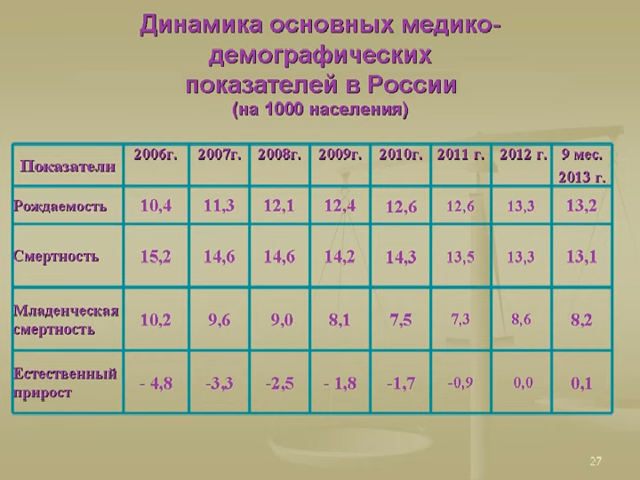 Динамика основных медико-
демографических
показателей в России
(на 1000 населения)
Показатели 2006г. 2007г. 2008г. 2009г. 2010г. 2011 г. 2012 г. 9 мес.
2013 г.
Рождаемость 10,4 11,3 12,1 12,4 12,6 12,6 13,3 13,2
Смертность 15,2 14,6 14,6 14,2 14,3 13,5 13,3 13,1
Младенческая
смертность 10,2 9,6 9,0 8,1 7,5 7,3 8,6 8,2
Естественный
прирост - 4,8 -3,3 -2,5 - 1,8 -1,7 -0,9 0,0 0,1
27